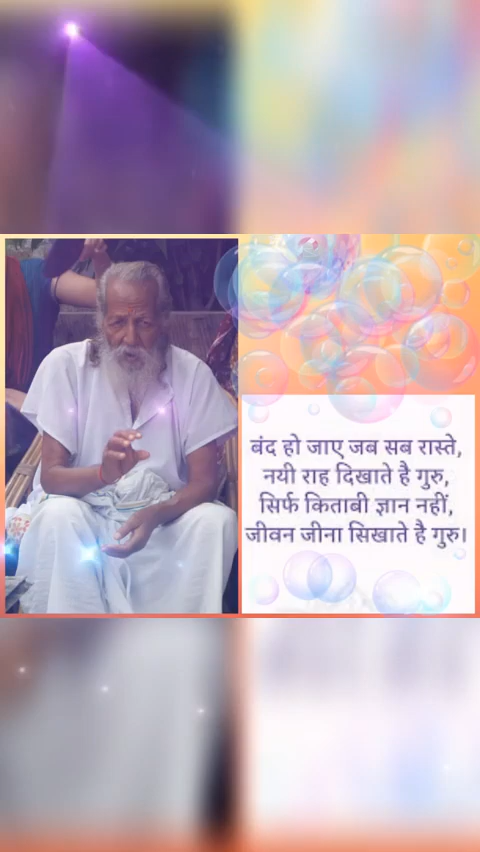 बंद हो जाए जब सब रास्ते,
नयी राह दिखाते है गुरु,
सिर्फ किताबी ज्ञान नहीं,
जीवन जीना सिखाते है गुरु।